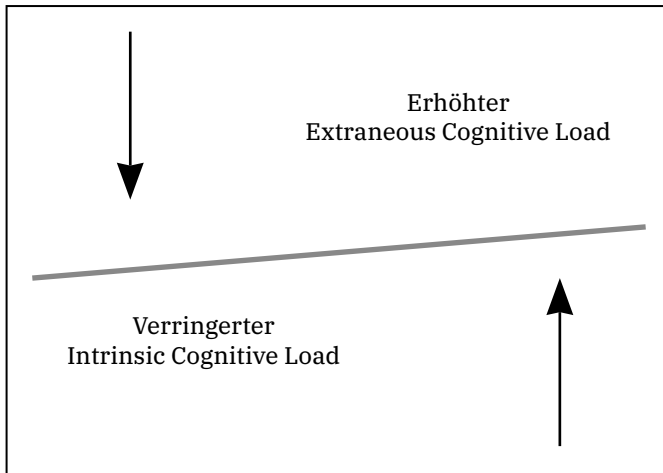 Erhöhter
Extraneous Cognitive Load
Verringerter
Intrinsic Cognitive Load